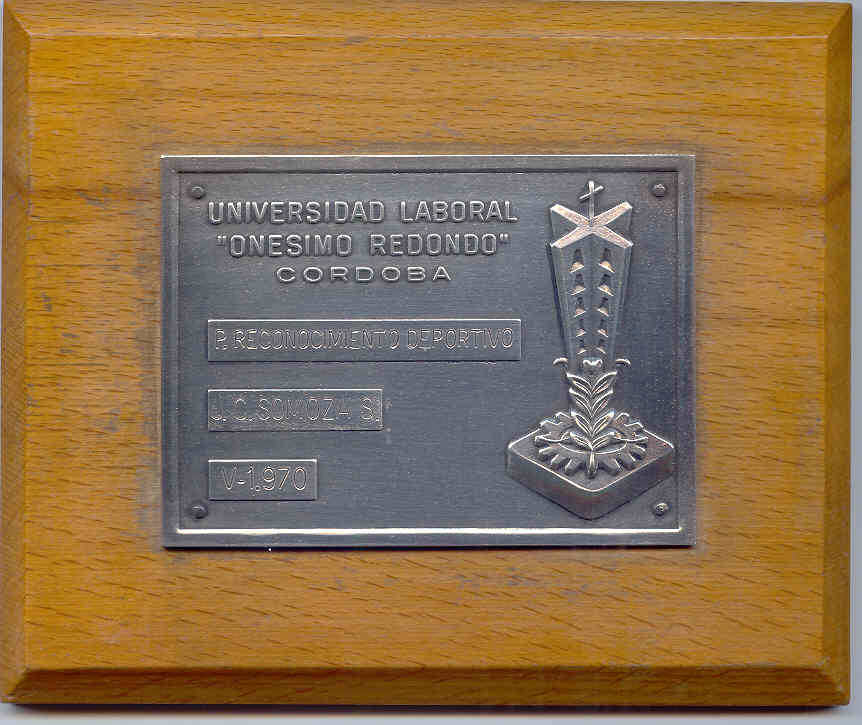 UNIVERSIDAD LABORAL
"ONESIMO REDONDO"
CORDOBA
P. RECONOCIMIENTO DEPORTIVO
J. C. SOMOZA S.
V-1.970